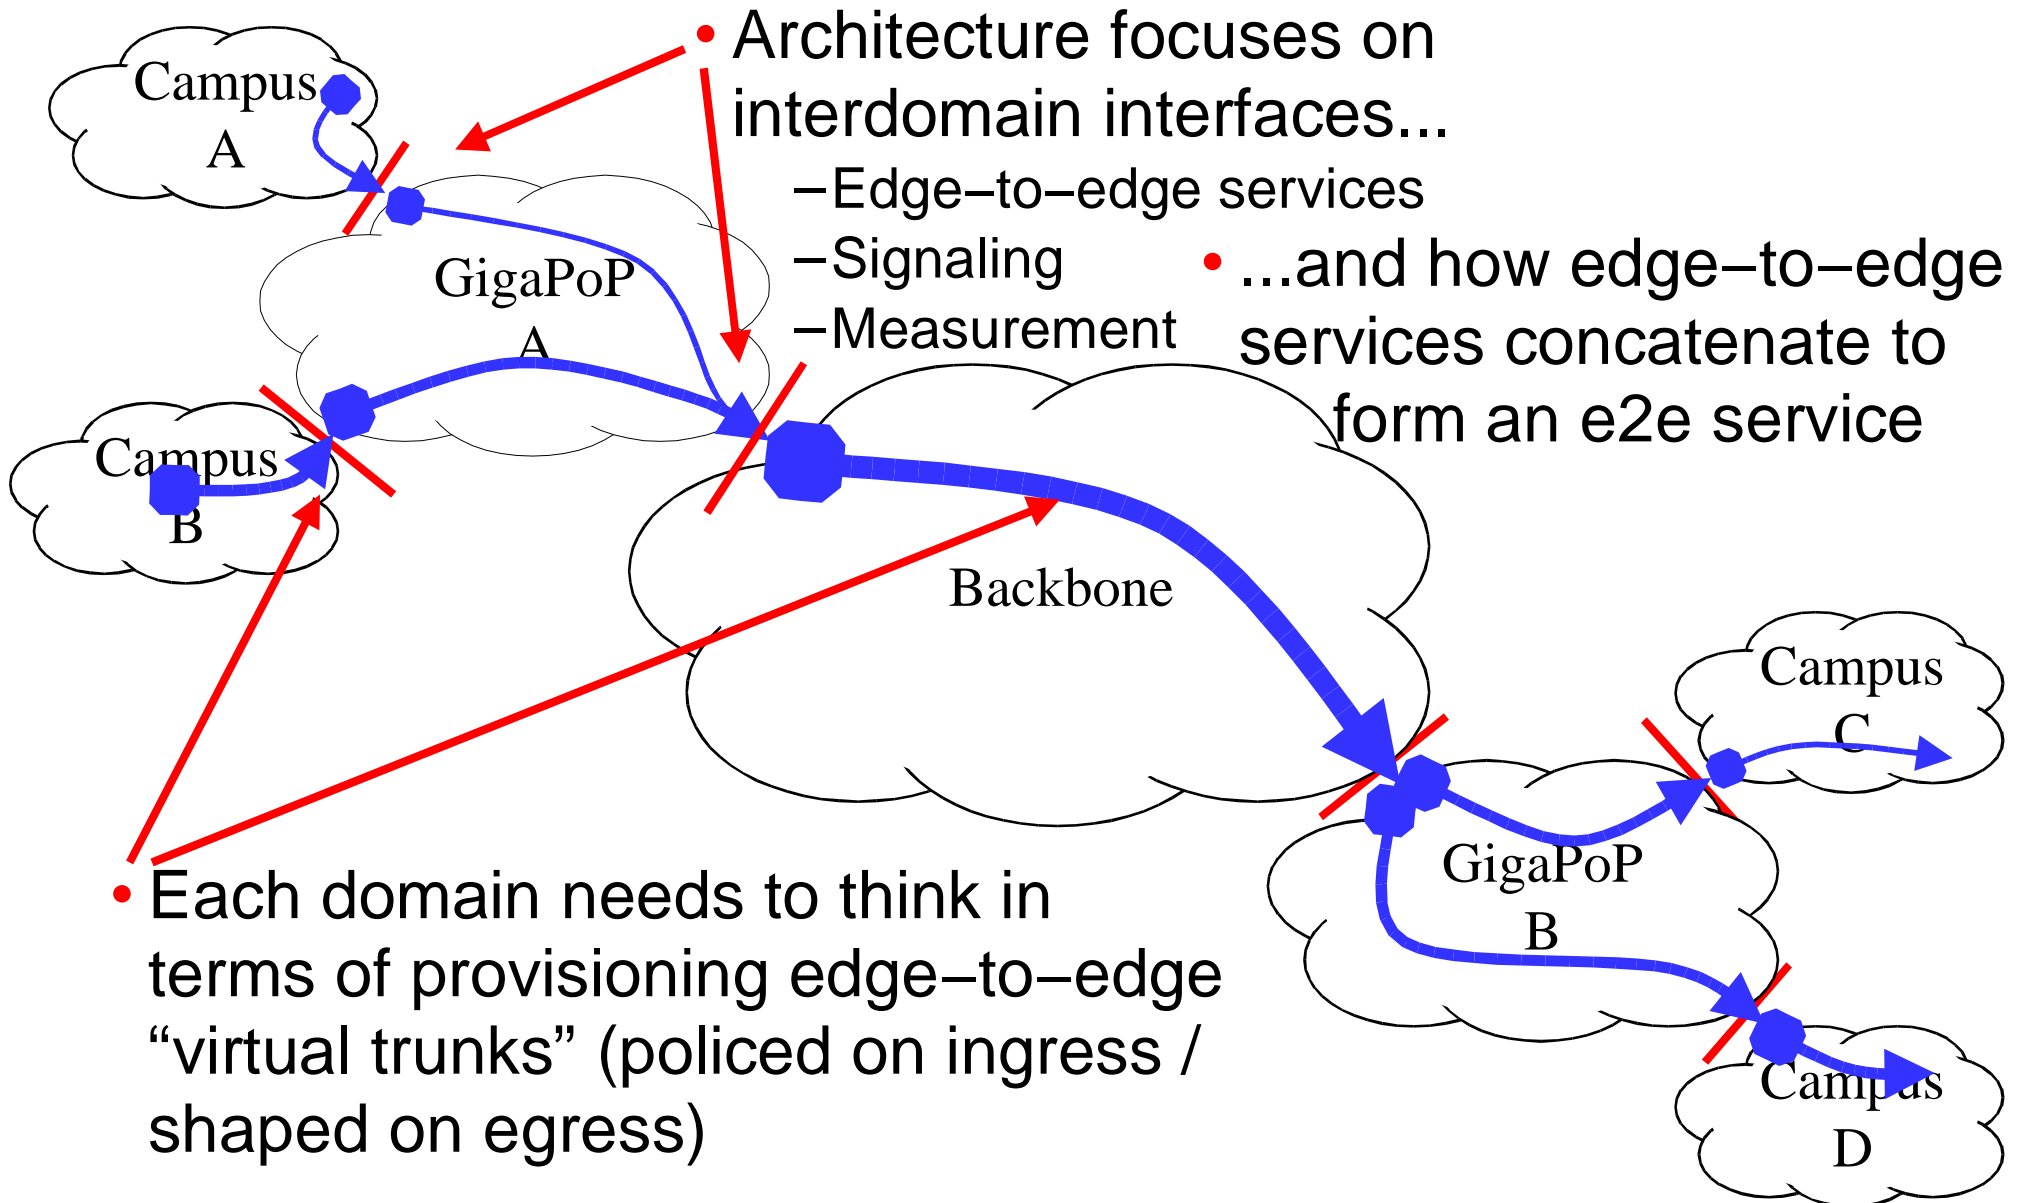 • Architecture focuses on
interdomain interfaces...
–Edge–to–edge services
–Signaling
–Measurement
• ...and how edge–to–edge
services concatenate to
form an e2e service
Campus
A
GigaPoP
A
Campus
B
Backbone
Campus
C
GigaPoP
B
Campus
D
• Each domain needs to think in
terms of provisioning edge–to–edge
“virtual trunks” (policed on ingress /
shaped on egress)